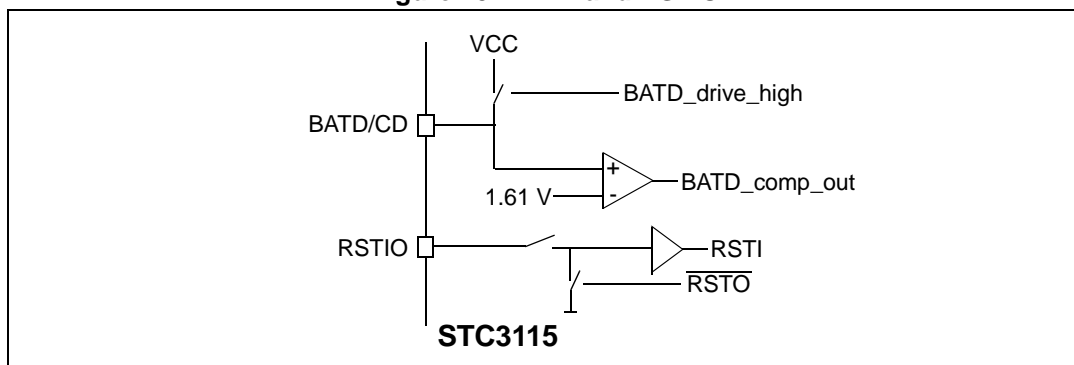 VCC
BATD_drive_high
BATD/CD
+
BATD_comp_out
1.61 V
-
RSTIO
RSTI
RSTO
STC3115